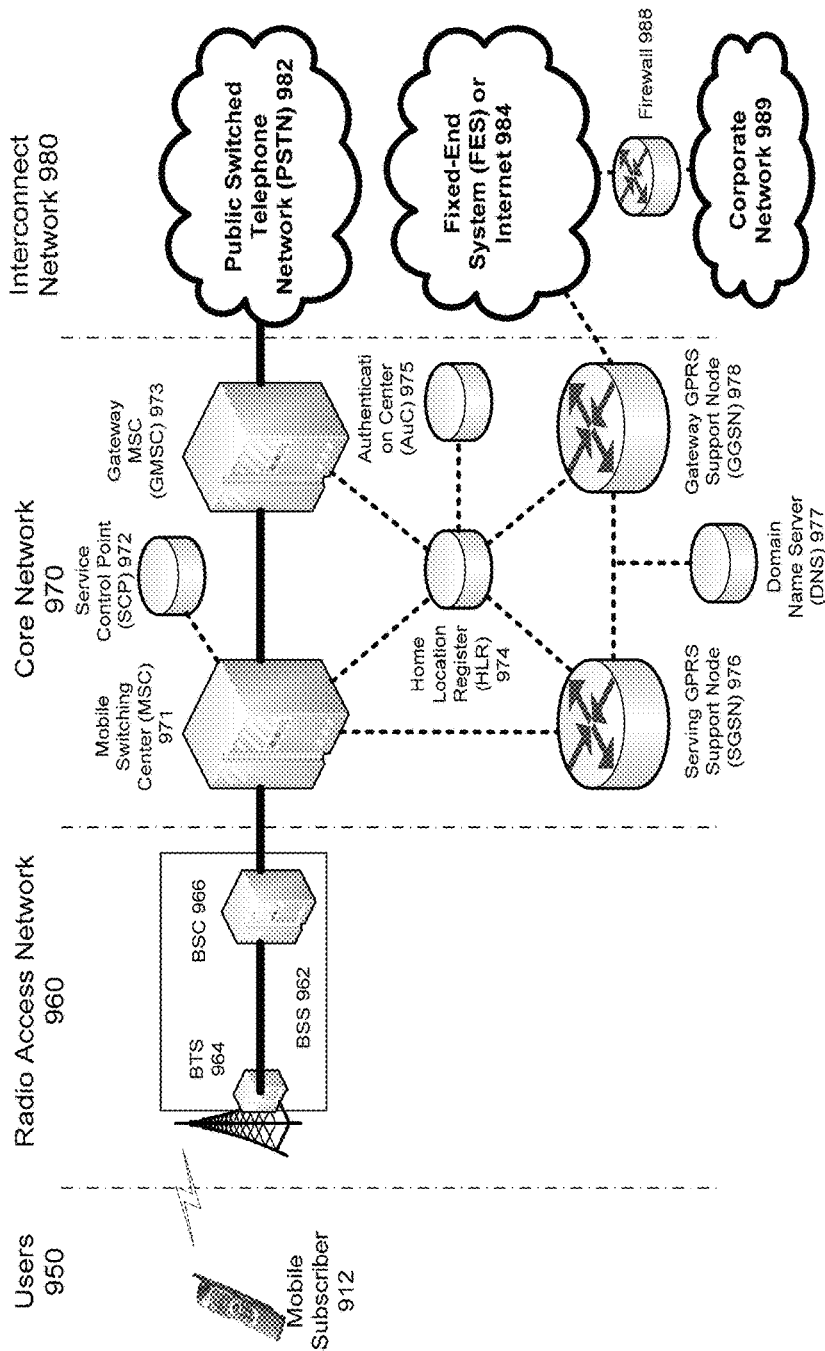 Users
950
Radio Access Network
960
Core Network
970
Interconnect
Network 980
Mobile
Subscriber
912
BTS
964
BSC 966
BSS 962
Mobile
Switching
Center (MSC)
971
Service
Control Point
(SCP) 972
Gateway
MSC
(GMSC) 973
Public Switched
Telephone
Network (PSTN) 982
Home
Location
Register
(HLR)
974
Authenticati
on Center
(AuC) 975
Fixed-End
System (FES) or
Internet 984
Serving GPRS
Support Node
(SGSN) 976
Domain
Name Server
(DNS) 977
Gateway GPRS
Support Node
(GGSN) 978
Firewall 988
Corporate
Network 989